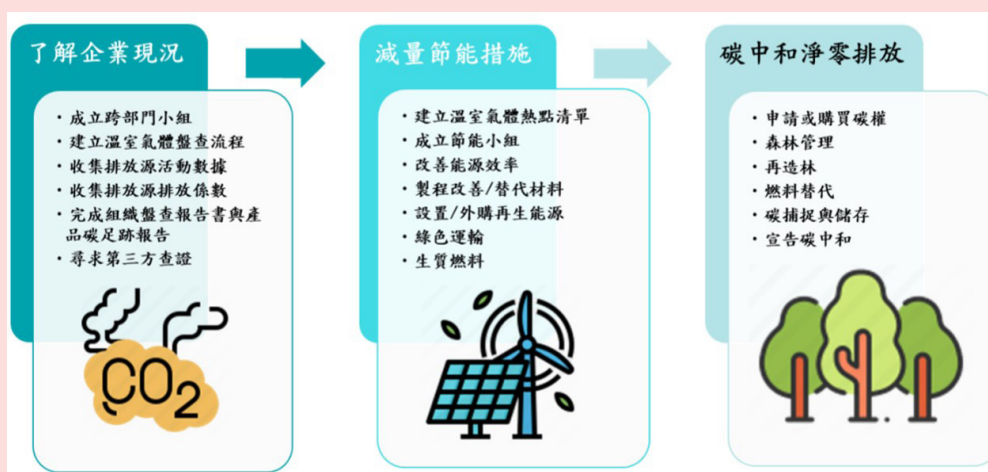 了解企業現況
・成立跨部門小組
・建立溫室氣體盤查流程
・收集排放源活動數據
・收集排放源排放係數
・完成組織盤查報告書與產
品碳足跡報告
・尋求第三方查證
CO2
減量節能措施
・建立溫室氣體熱點清單
・成立節能小組
・改善能源效率
・製程改善/替代材料
・設置/外購再生能源
・綠色運輸
・生質燃料
碳中和淨零排放
・申請或購買碳權
・森林管理
・再造林
・燃料替代
・碳捕捉與儲存
・宣告碳中和